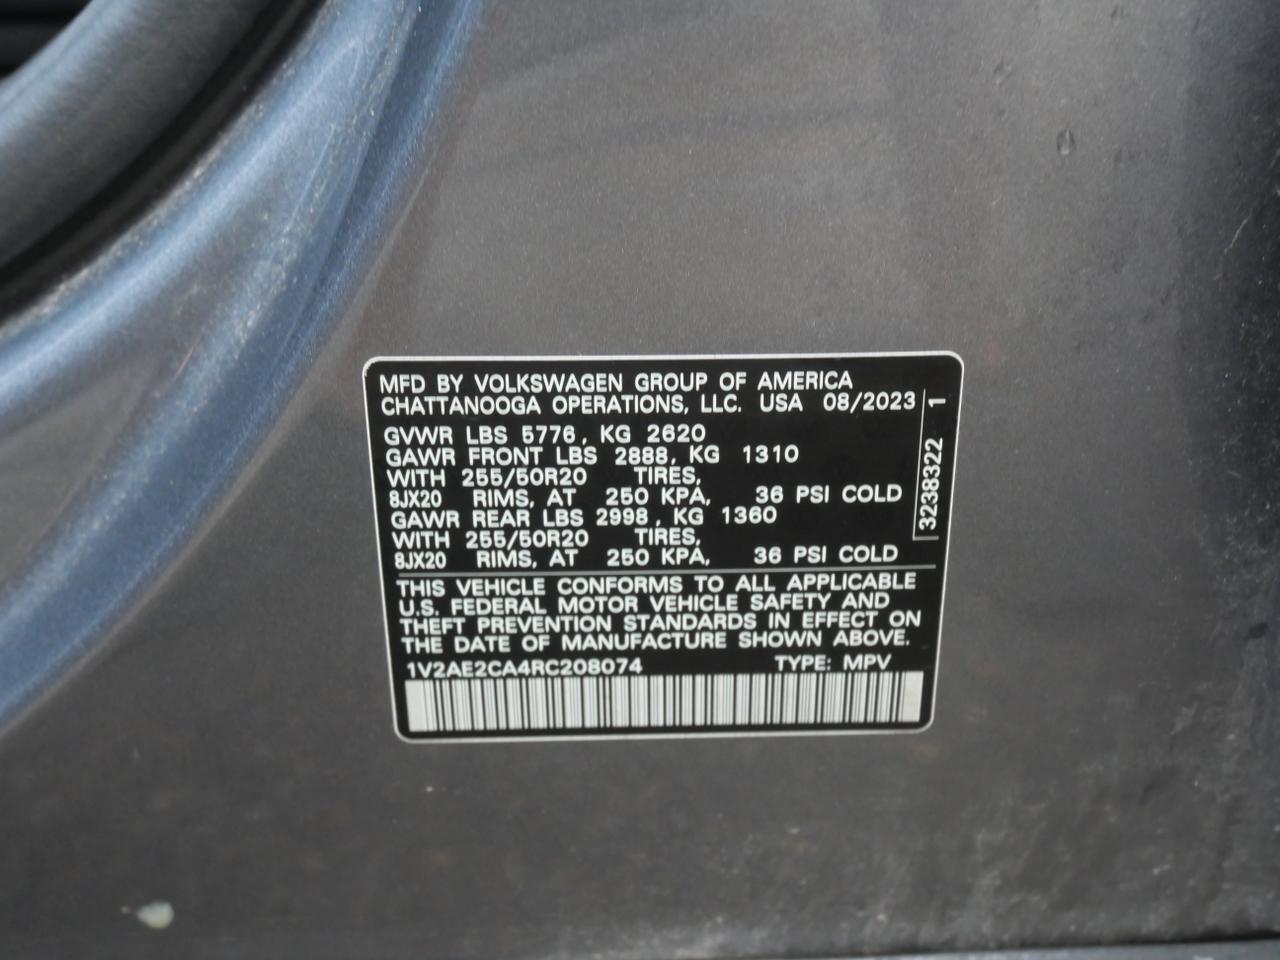 MFD BY VOLKSWAGEN GROUP OF AMERICA
CHATTANOOGA OPERATIONS, LLC. USA 08/2023
GVWR LBS 5776, KG 2620
GAWR FRONT LBS 2888, KG 1310
WITH 255/50R20 TIRES,
8JX20 RIMS, AT 250 KPA, 36 PSI COLD
GAWR REAR LBS 2998, KG 1360
WITH 255/50R20 TIRES,
8JX20 RIMS, AT 250 KPA, 36 PSI COLD
THIS VEHICLE CONFORMS TO ALL APPLICABLE
U.S. FEDERAL MOTOR VEHICLE SAFETY AND
THEFT PREVENTION STANDARDS IN EFFECT ON
THE DATE OF MANUFACTURE SHOWN ABOVE.
1V2AE2CA4RC208074 TYPE: MPV
3238322 1